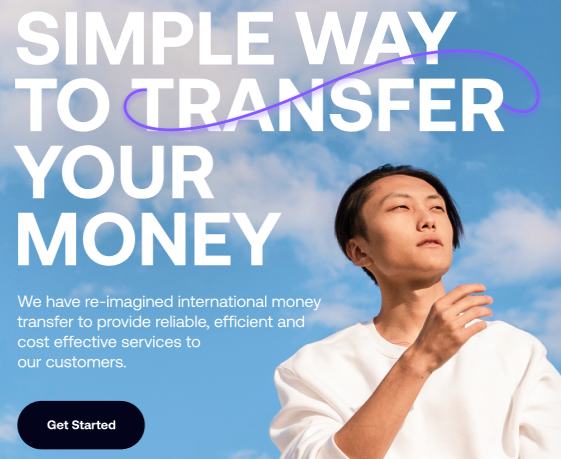 SIMPLE WAY
TO TRANSFER
YOUR
MONEY
We have re-imagined international money
transfer to provide reliable, efficient and
cost effective services to
our customers.
Get Started